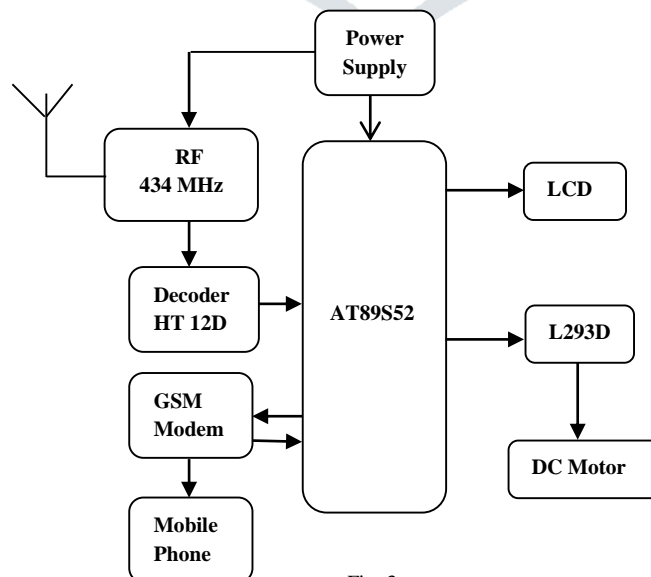 Power
Supply
RF
434 MHz
LCD
Decoder
HT 12D
AT89S52
L293D
GSM
Modem
DC Motor
Mobile
Phone